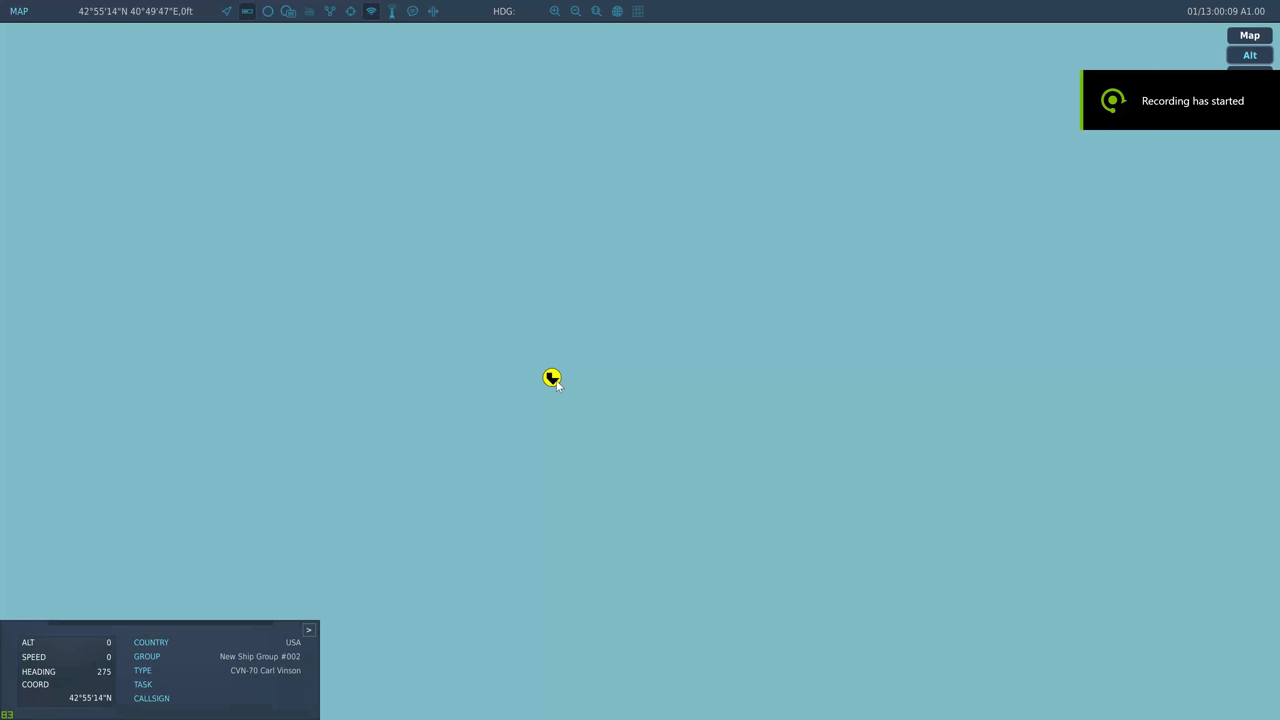 MAP 42°55'14"N 40°49'47"E,0ft HDG: 01/13:00:09 A1.00
Map
Alt
Recording has started
>
ALT 0 COUNTRY USA
SPEED 0 GROUP New Ship Group #002
HEADING 275 TYPE CVN-70 Carl Vinson
COORD TASK
42°55'14"N CALLSIGN
83